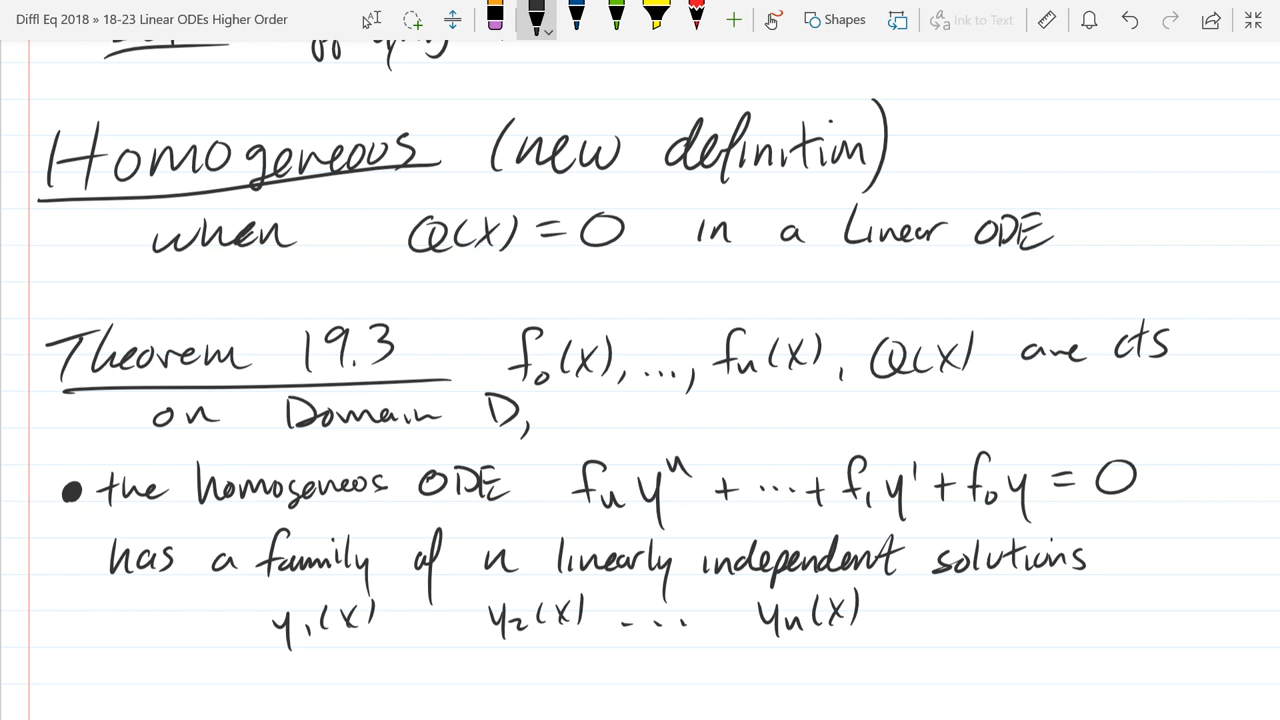 Diffl Eq 2018 » 18-23 Linear ODEs Higher Order
Shapes
Ink to Text
Homogeneous (new definition)
when Q(x) = 0 in a Linear ODE
Theorem 19.3 f₀(x), ..., fₙ(x), Q(x) are cts
on Domain D,
• the homogeneos ODE fₙyⁿ + ... + f₁y' + f₀y = 0
has a family of n linearly independent solutions
y₁(x) y₂(x) ... yₙ(x)